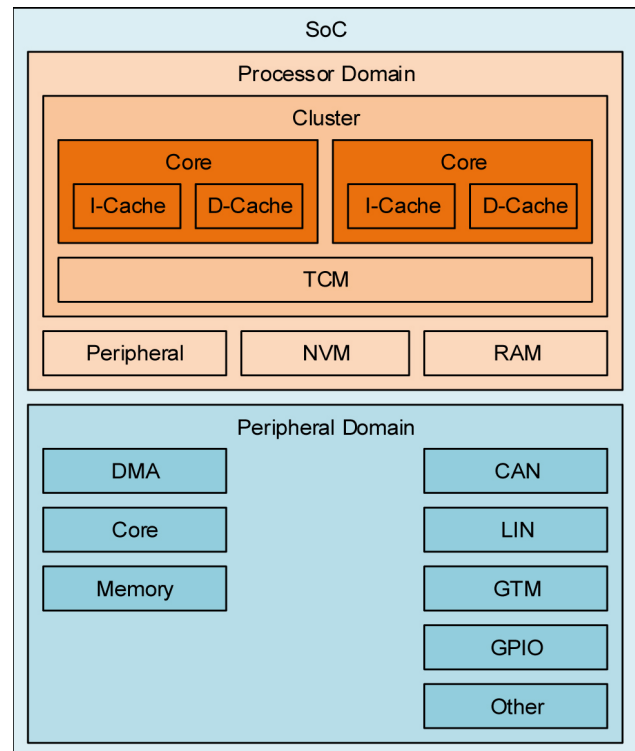 SoC
Processor Domain
Cluster
Core
Core
I-Cache
D-Cache
I-Cache
D-Cache
TCM
Peripheral
NVM
RAM
Peripheral Domain
DMA
CAN
Core
LIN
Memory
GTM
GPIO
Other